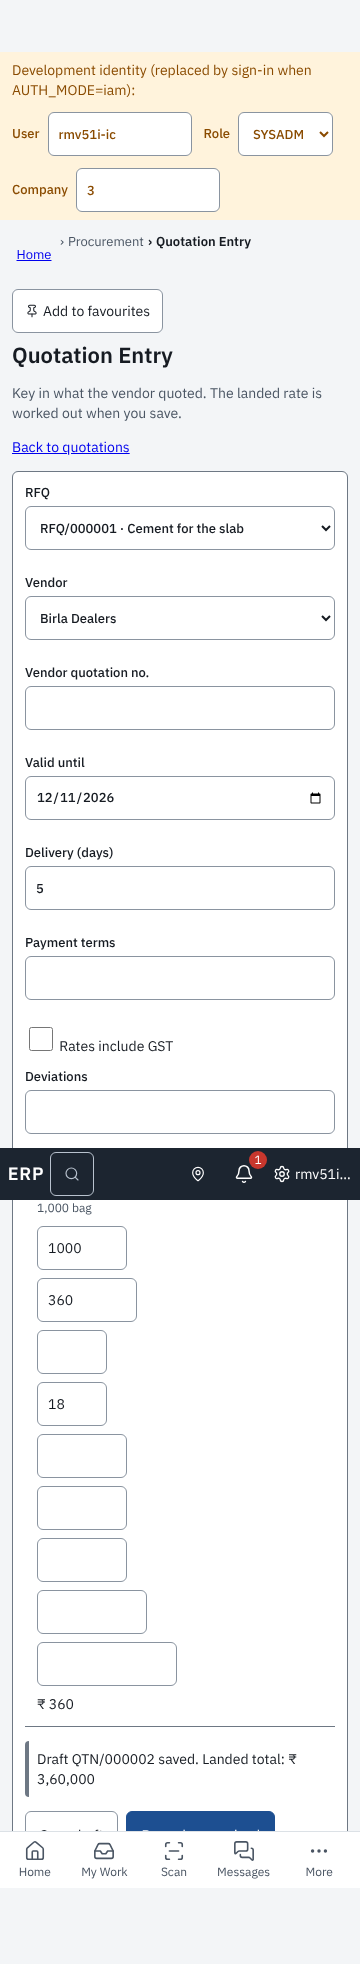 Development identity (replaced by sign-in when
AUTH_MODE=iam):
User rmv51i-ic Role SYSADM
Company 3
Home › Procurement › Quotation Entry
Add to favourites
Quotation Entry
Key in what the vendor quoted. The landed rate is
worked out when you save.
Back to quotations
RFQ
RFQ/000001 · Cement for the slab
Vendor
Birla Dealers
Vendor quotation no.
Valid until
12/11/2026
Delivery (days)
5
Payment terms
Rates include GST
Deviations
ERP 1 rmv51i...
1,000 bag
1000
360
18
₹ 360
Draft QTN/000002 saved. Landed total: ₹
3,60,000
Home My Work Scan Messages More